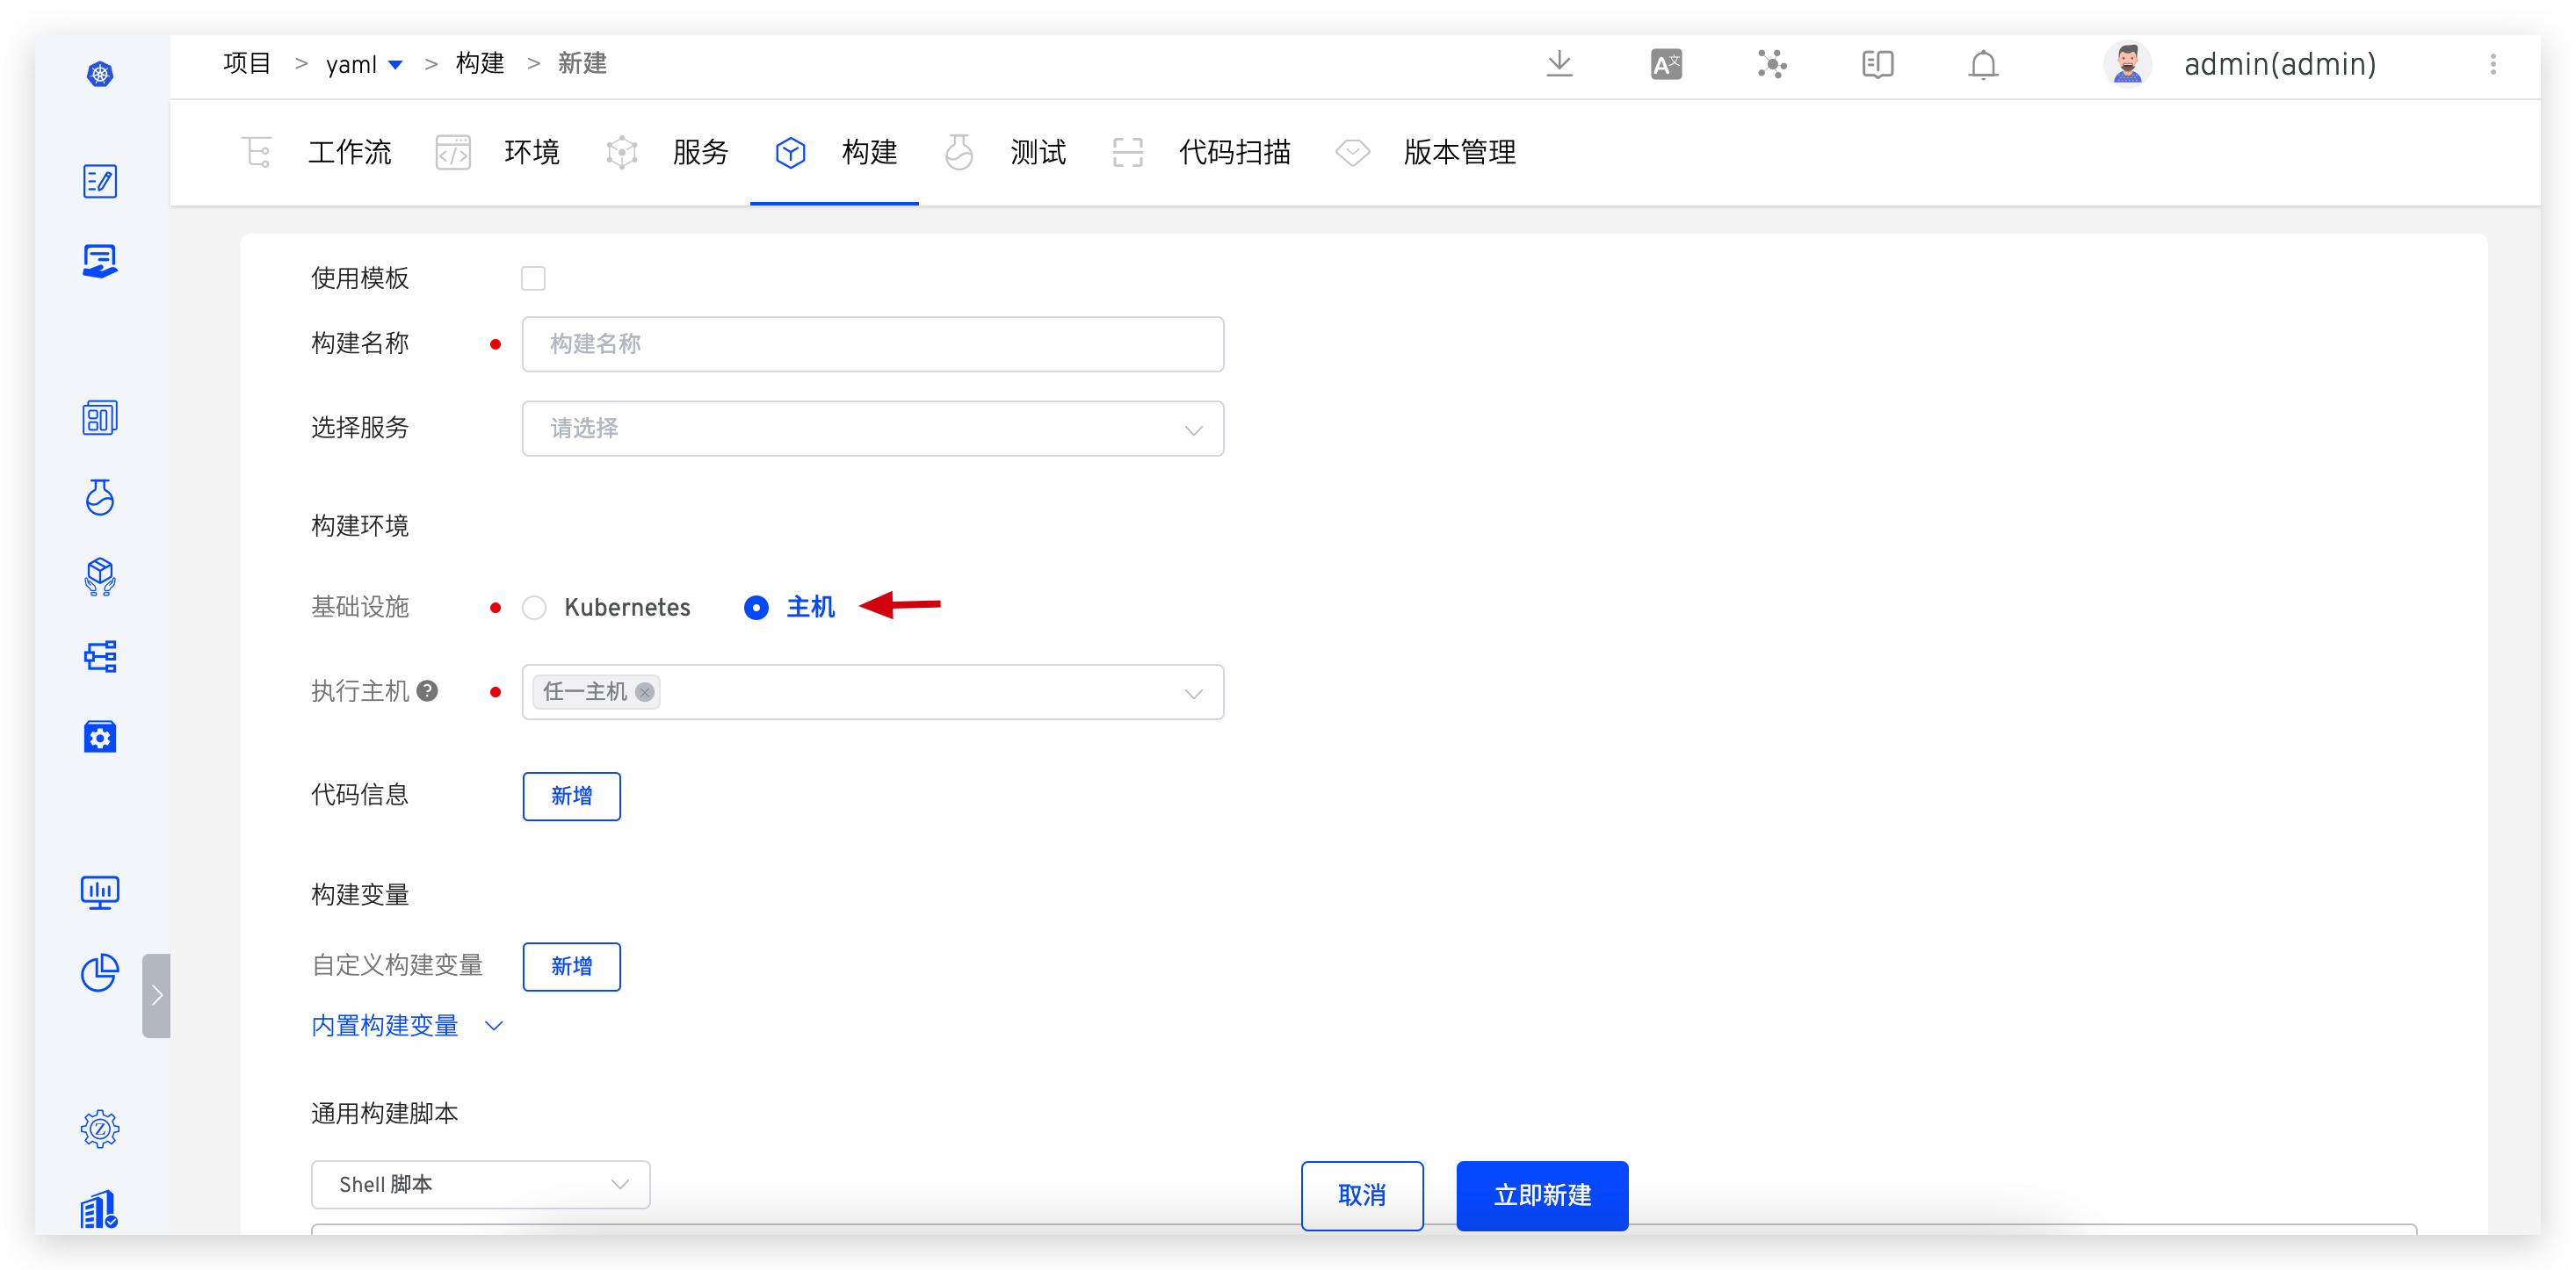 项目 > yaml > 构建 > 新建
A文
admin(admin)
工作流 环境 服务 构建 测试 代码扫描 版本管理
使用模板
构建名称 构建名称
选择服务 请选择
构建环境
基础设施 Kubernetes 主机
执行主机 ? 任一主机
代码信息 新增
构建变量
自定义构建变量 新增
内置构建变量
通用构建脚本
Shell 脚本
取消 立即新建